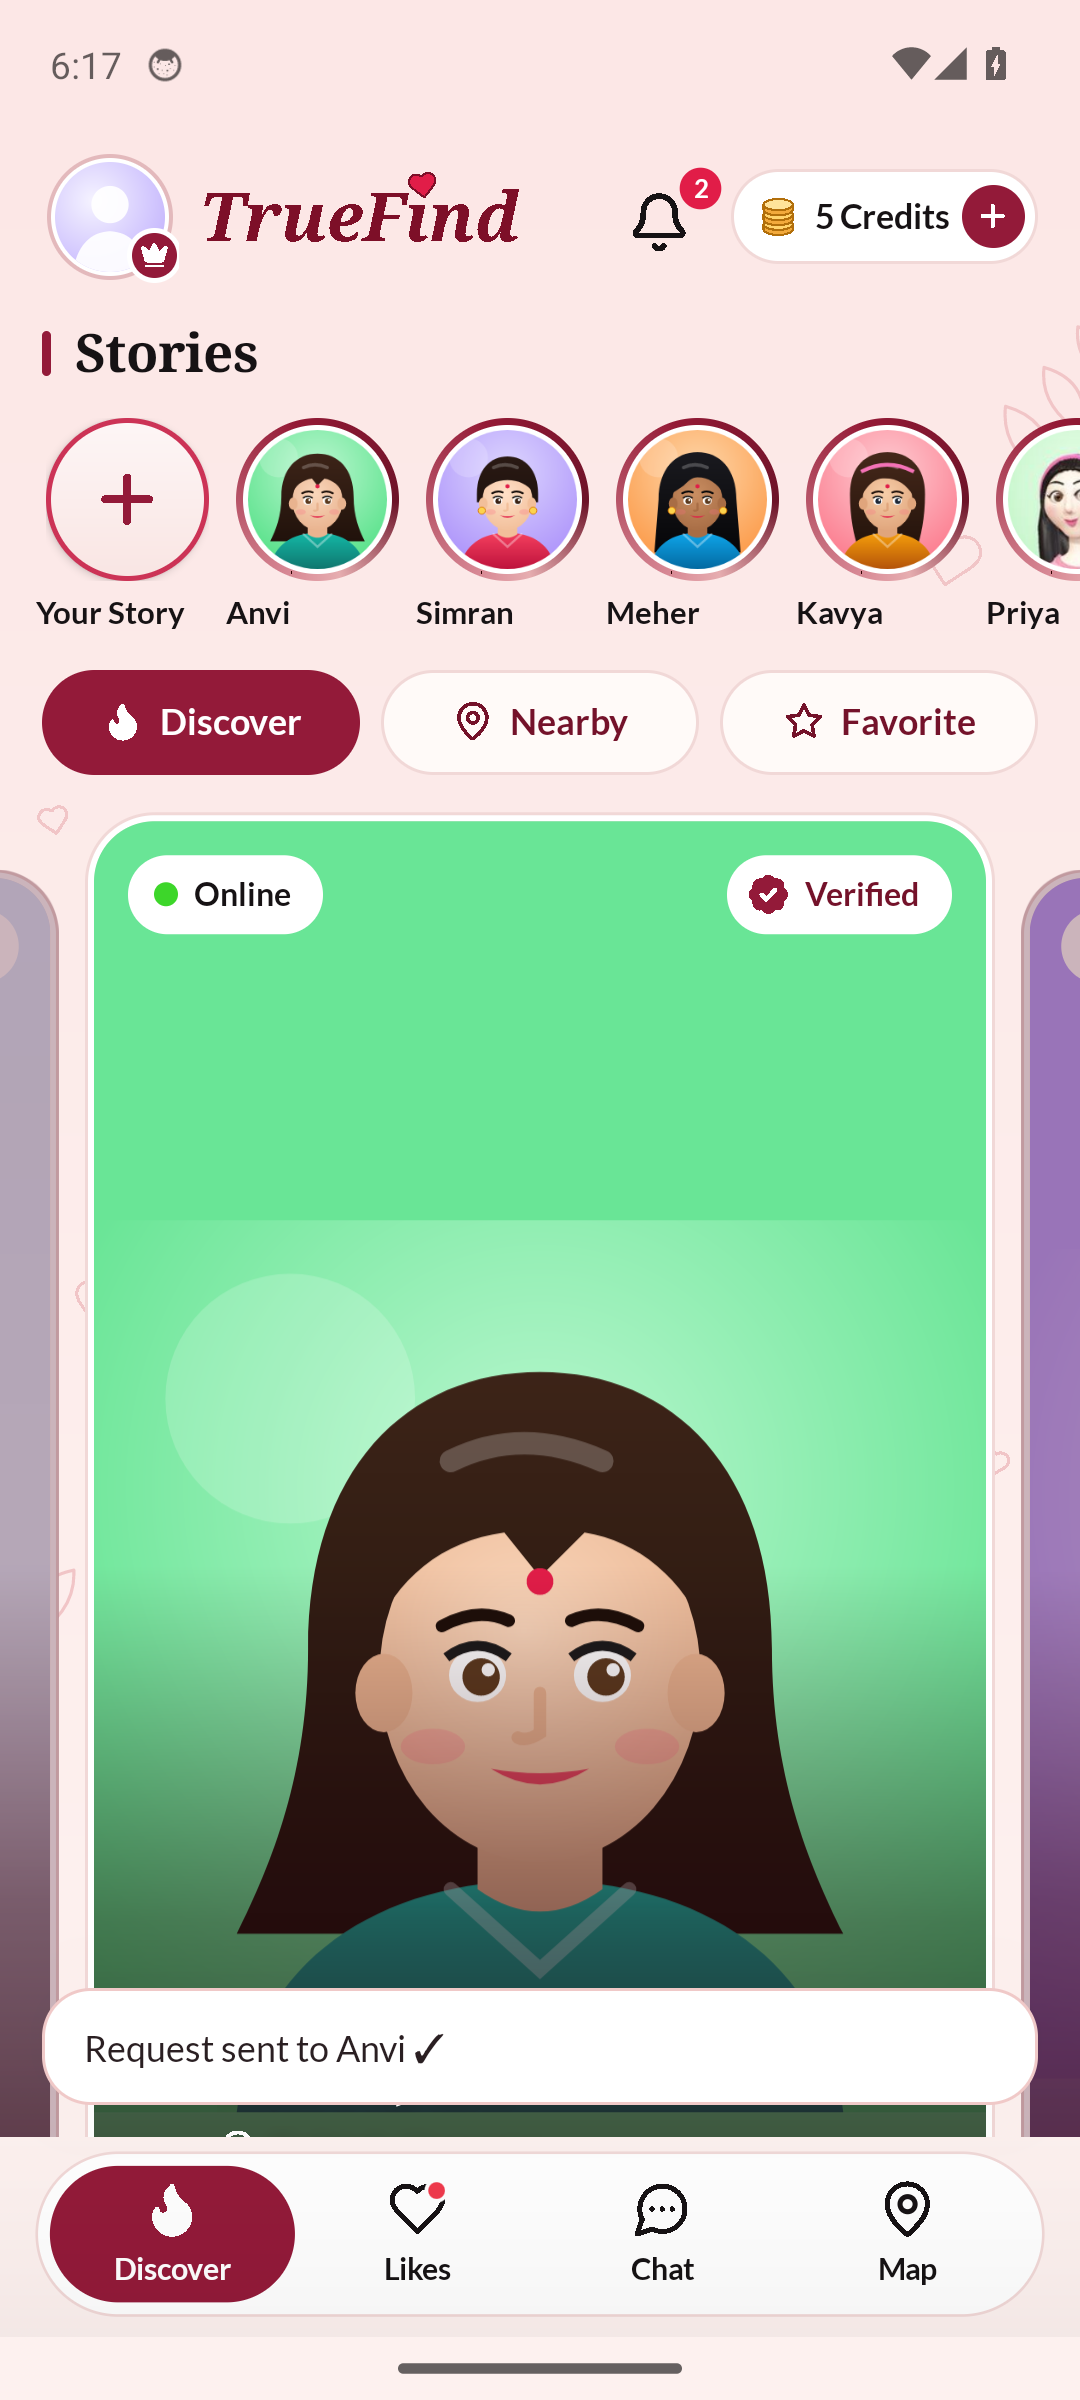 6:17
TrueFind
2
5 Credits
Stories
Your Story
Anvi
Simran
Meher
Kavya
Priya
Discover
Nearby
Favorite
Online
Verified
Request sent to Anvi ✓
Discover
Likes
Chat
Map